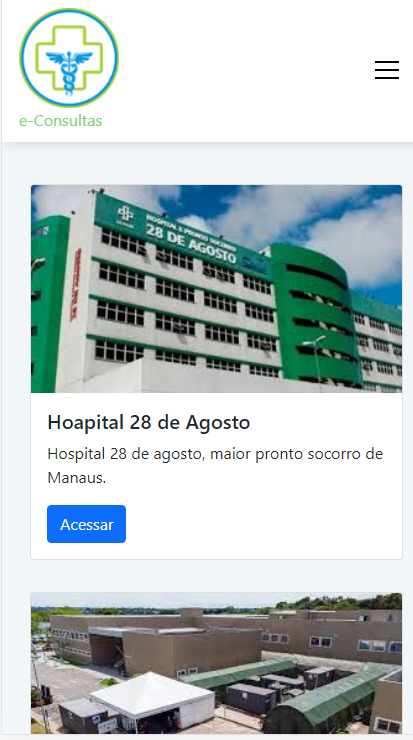 e-Consultas
HOSPITAL E PRONTO SOCORRO
28 DE AGOSTO
Hoapital 28 de Agosto
Hospital 28 de agosto, maior pronto socorro de
Manaus.
Acessar